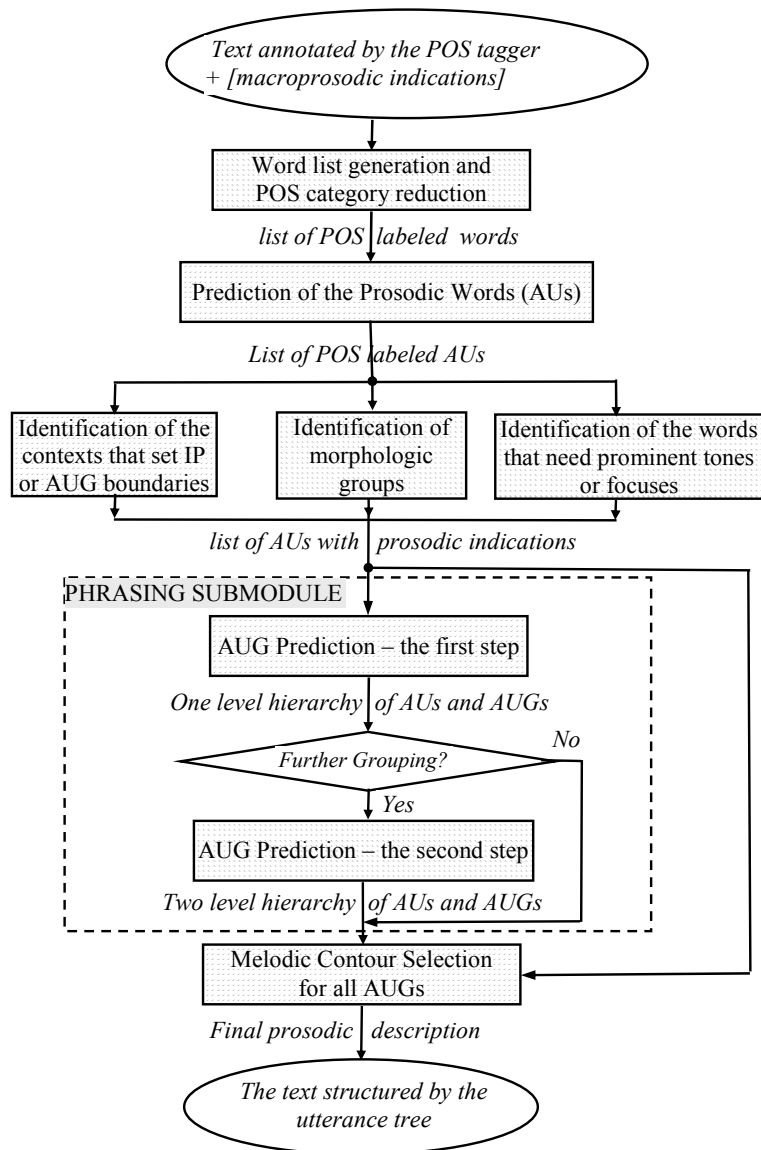 Text annotated by the POS tagger
+ [macroprosodic indications]
Word list generation and
POS category reduction
list of POS labeled words
Prediction of the Prosodic Words (AUs)
List of POS labeled AUs
Identification of the
contexts that set IP
or AUG boundaries
Identification of
morphologic
groups
Identification of the words
that need prominent tones
or focuses
list of AUs with prosodic indications
PHRASING SUBMODULE
AUG Prediction – the first step
One level hierarchy of AUs and AUGs
Further Grouping?
No
Yes
AUG Prediction – the second step
Two level hierarchy of AUs and AUGs
Melodic Contour Selection
for all AUGs
Final prosodic description
The text structured by the
utterance tree